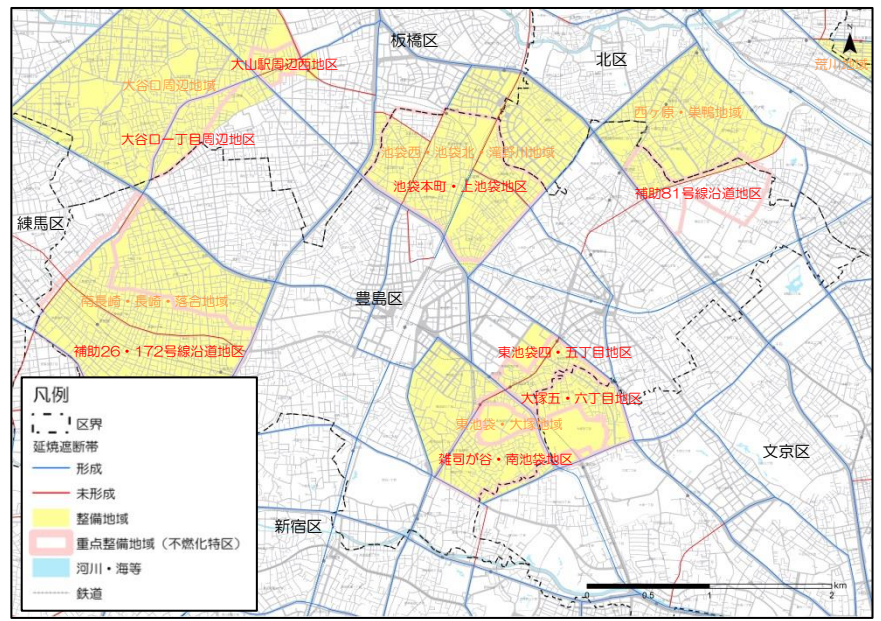 板橋区
北区
荒川地域
大山駅周辺西地区
大谷口周辺地域
西ヶ原・巣鴨地域
大谷口一丁目周辺地区
池袋西・池袋北・滝野川地域
池袋本町・上池袋地区
補助81号線沿道地区
練馬区
南長崎・長崎・落合地域
豊島区
補助26・172号線沿道地区
東池袋四・五丁目地区
大塚五・六丁目地区
東池袋・大塚地域
雑司が谷・南池袋地区
文京区
新宿区
凡例
区界
延焼遮断帯
形成
未形成
整備地域
重点整備地域（不燃化特区）
河川・海等
鉄道
0 0.5 1 2
km